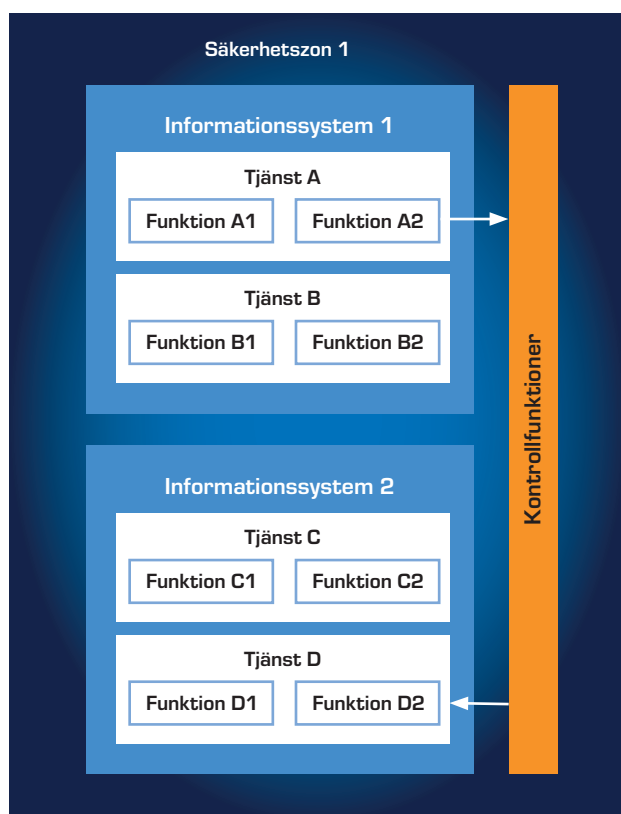 Säkerhetszon 1
Informationssystem 1
Tjänst A
Funktion A1
Funktion A2
Tjänst B
Funktion B1
Funktion B2
Kontrollfunktioner
Informationssystem 2
Tjänst C
Funktion C1
Funktion C2
Tjänst D
Funktion D1
Funktion D2